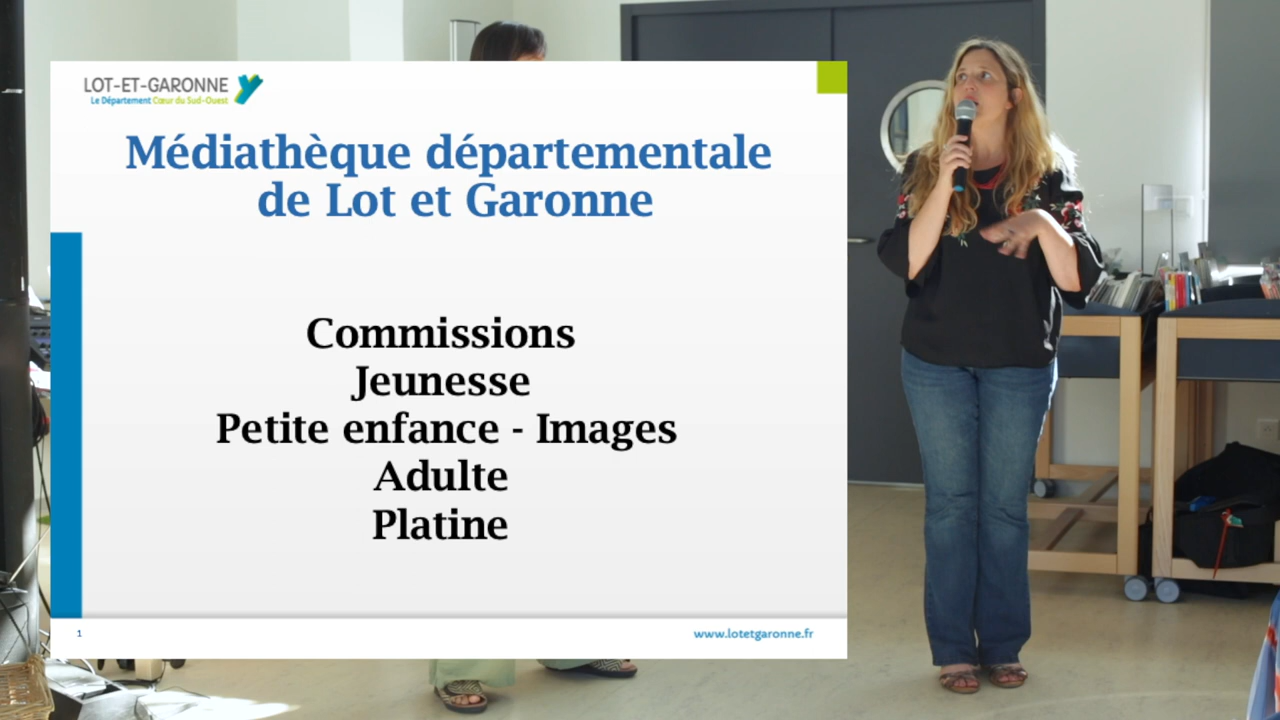 LOT-ET-GARONNE
Le Département Cœur du Sud-Ouest
Médiathèque départementale
de Lot et Garonne
Commissions
Jeunesse
Petite enfance - Images
Adulte
Platine
1
www.lotetgaronne.fr